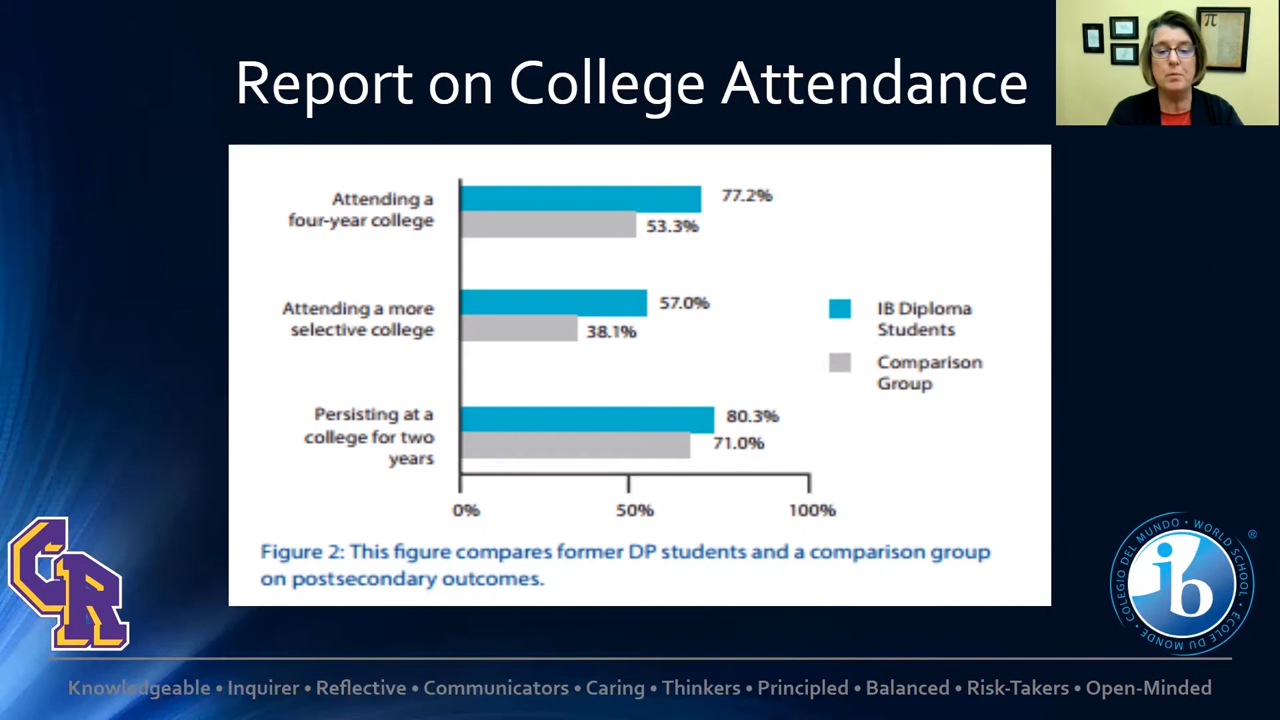 Report on College Attendance
π
Attending a
four-year college
77.2%
53.3%
Attending a more
selective college
57.0%
38.1%
IB Diploma
Students
Comparison
Group
Persisting at a
college for two
years
80.3%
71.0%
0% 50% 100%
Figure 2: This figure compares former DP students and a comparison group
on postsecondary outcomes.
CR
COLEGIO DEL MUNDO • WORLD SCHOOL • ÉCOLE DU MONDE •
®
ib
Knowledgeable • Inquirer • Reflective • Communicators • Caring • Thinkers • Principled • Balanced • Risk-Takers • Open-Minded